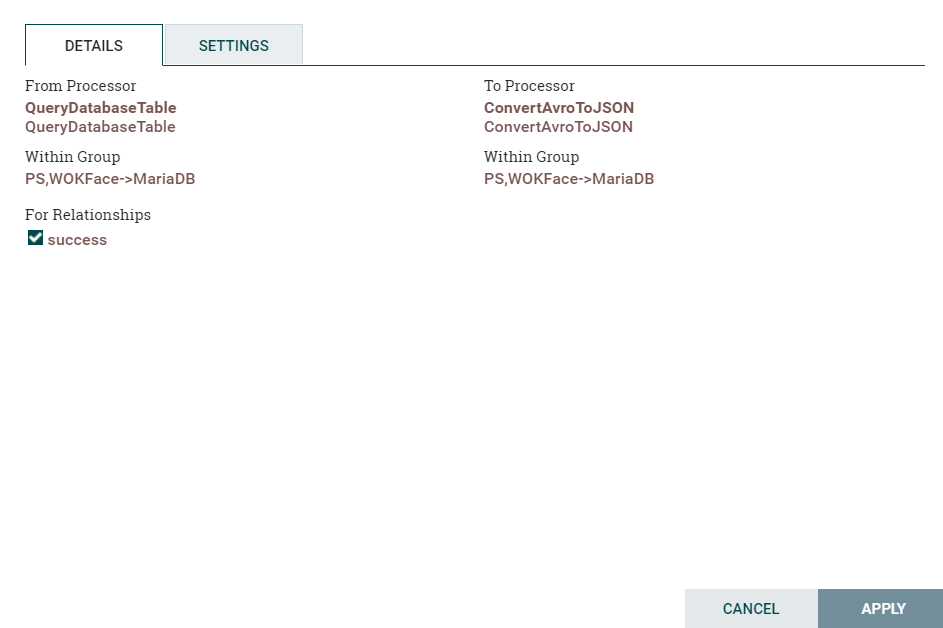 DETAILS
SETTINGS
From Processor
QueryDatabaseTable
QueryDatabaseTable
Within Group
PS,WOKFace->MariaDB
For Relationships
success
To Processor
ConvertAvroToJSON
ConvertAvroToJSON
Within Group
PS,WOKFace->MariaDB
CANCEL
APPLY